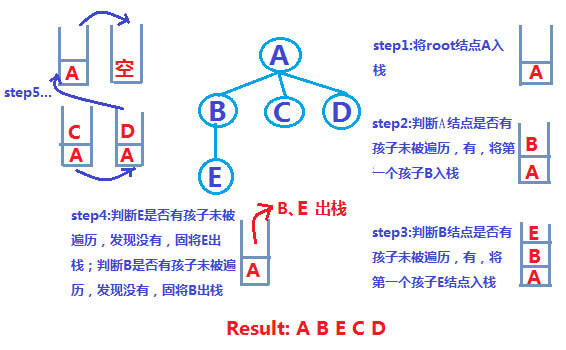 A
空
step5...
C
A
D
A
A
B
C
D
E
step1:将root结点A入
栈
A
step2:判断A结点是否有
孩子未被遍历，有，将第
一个孩子B入栈
B
A
step3:判断B结点是否有
孩子未被遍历，有，将
第一个孩子E结点入栈
E
B
A
step4:判断E是否有孩子未被
遍历，发现没有，固将E出
栈；判断B是否有孩子未被遍
历，发现没有，固将B出栈
B、E 出栈
A
Result: A B E C D